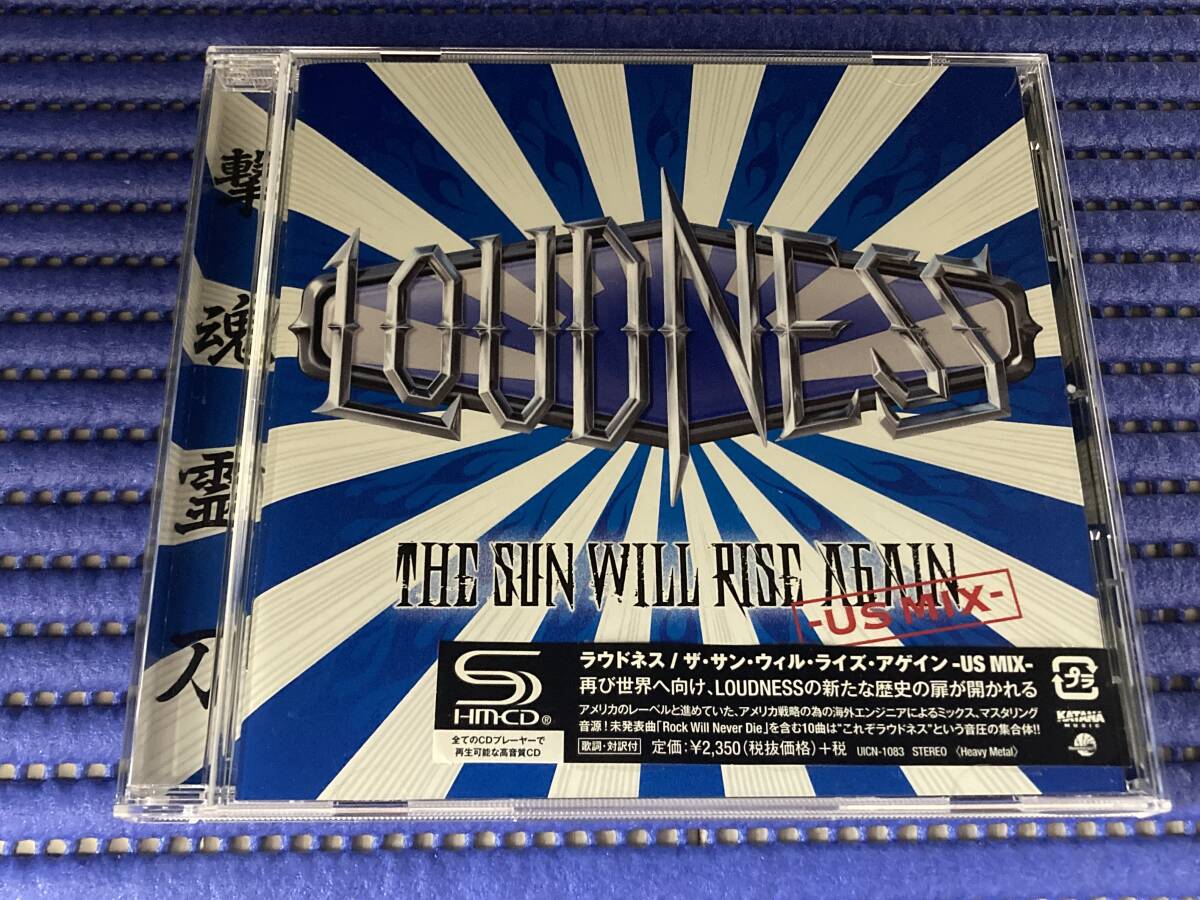 撃
魂
霊
刀
LOUDNESS
THE SUN WILL RISE AGAIN
-US MIX-
SHM-CD®
全てのCDプレーヤーで
再生可能な高音質CD
ラウドネス / ザ・サン・ウィル・ライズ・アゲイン -US MIX-
再び世界へ向け、LOUDNESSの新たな歴史の扉が開かれる
アメリカのレーベルと進めていた、アメリカ戦略の為の海外エンジニアによるミックス、マスタリング
音源!未発表曲「Rock Will Never Die」を含む10曲は"これぞラウドネス"という音圧の集合体!!
歌詞・対訳付 定価:¥2,350(税抜価格)+税 UICN-1083 STEREO 〈Heavy Metal〉
プラ
KATANA
MUSIC